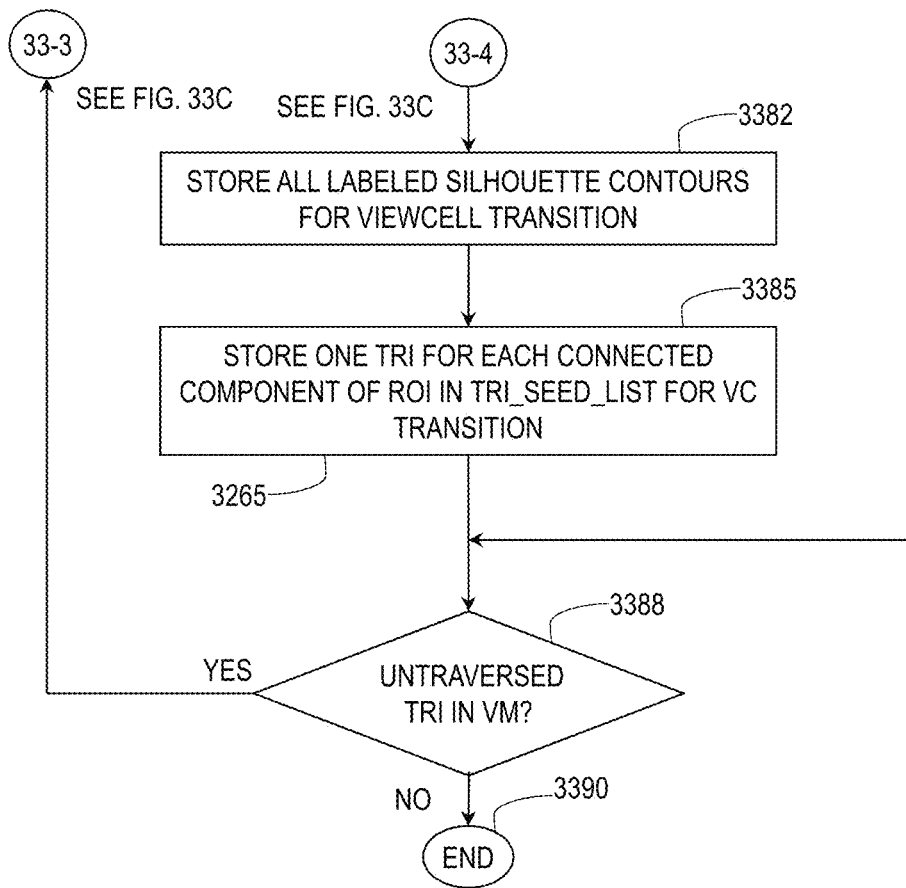 33-3
33-4
SEE FIG. 33C
SEE FIG. 33C
3382
STORE ALL LABELED SILHOUETTE CONTOURS
FOR VIEWCELL TRANSITION
3385
STORE ONE TRI FOR EACH CONNECTED
COMPONENT OF ROI IN TRI_SEED_LIST FOR VC
TRANSITION
3265
3388
YES
UNTRAVERSED
TRI IN VM?
NO
3390
END